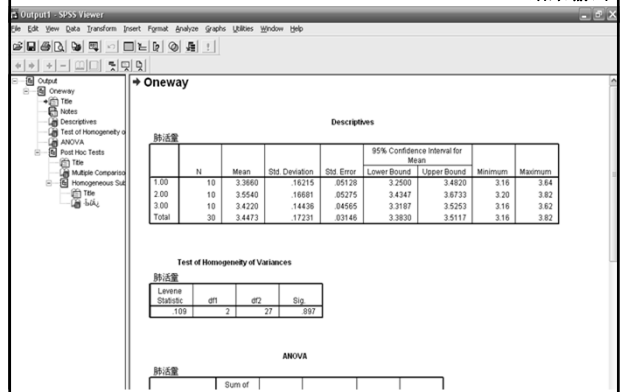 Output1 - SPSS Viewer
File Edit View Data Transform Insert Format Analyze Graphs Utilities Window Help
Output
Oneway
Title
Notes
Descriptives
Test of Homogeneity o
ANOVA
Post Hoc Tests
Title
Multiple Compariso
Homogeneous Sub
Title
Oneway
Descriptives
肺活量
95% Confidence Interval for Mean
N Mean Std. Deviation Std. Error Lower Bound Upper Bound Minimum Maximum
1.00 10 3.3660 .16215 .05128 3.2500 3.4820 3.16 3.64
2.00 10 3.5540 .16681 .05275 3.4347 3.6733 3.20 3.82
3.00 10 3.4220 .14436 .04565 3.3187 3.5253 3.16 3.62
Total 30 3.4473 .17231 .03146 3.3830 3.5117 3.16 3.82
Test of Homogeneity of Variances
肺活量
Levene Statistic df1 df2 Sig.
.109 2 27 .897
ANOVA
肺活量
Sum of